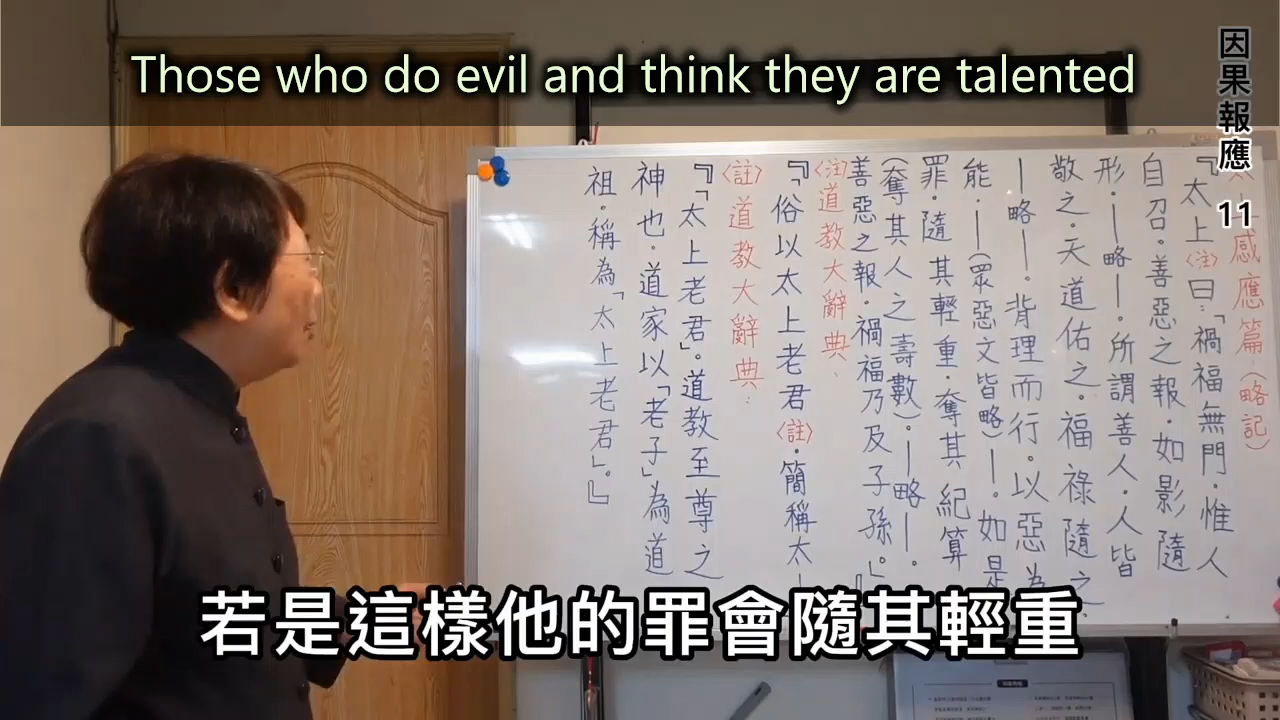 Those who do evil and think they are talented
因果報應 11
感應篇〈略記〉
『太上〈注〉曰：「禍福無門．惟人
自召。善惡之報．如影隨
形．—略—。所謂善人．人皆
敬之。天道佑之。福祿隨之
—略—。背理而行。以惡為
能．—(眾惡文皆略)—。如是
罪．隨其輕重．奪其紀算
(奪其人之壽數)。—略—．
善惡之報．禍福乃及子孫。」』
〈注〉道教大辭典．
『「俗以太上老君〈註〉．簡稱太上
〈註〉道教大辭典：
『「太上老君」。道教至尊之
神也．道家以「老子」為道
祖．稱為「太上老君」。』
若是這樣他的罪會隨其輕重